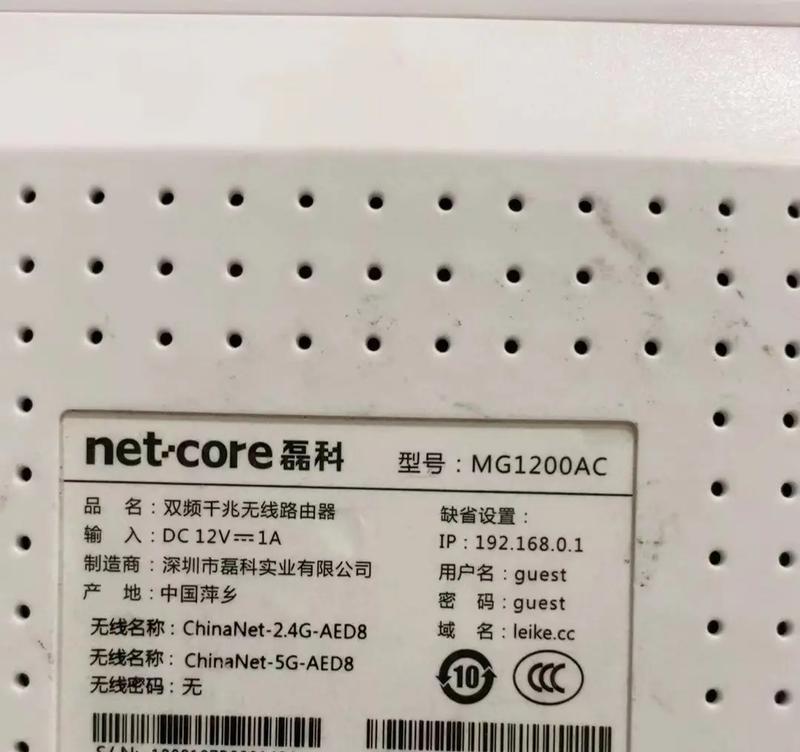 net-core磊科 型号：MG1200AC
品 名：双频千兆无线路由器
输 入：DC 12V⎓1A
制造商：深圳市磊科实业有限公司
产 地：中国萍乡
无线名称：ChinaNet-2.4G-AED8
无线名称：ChinaNet-5G-AED8
无线密码：无
缺省设置：
IP：192.168.0.1
用户名：guest
密 码：guest
域 名：leike.cc
10
CCC